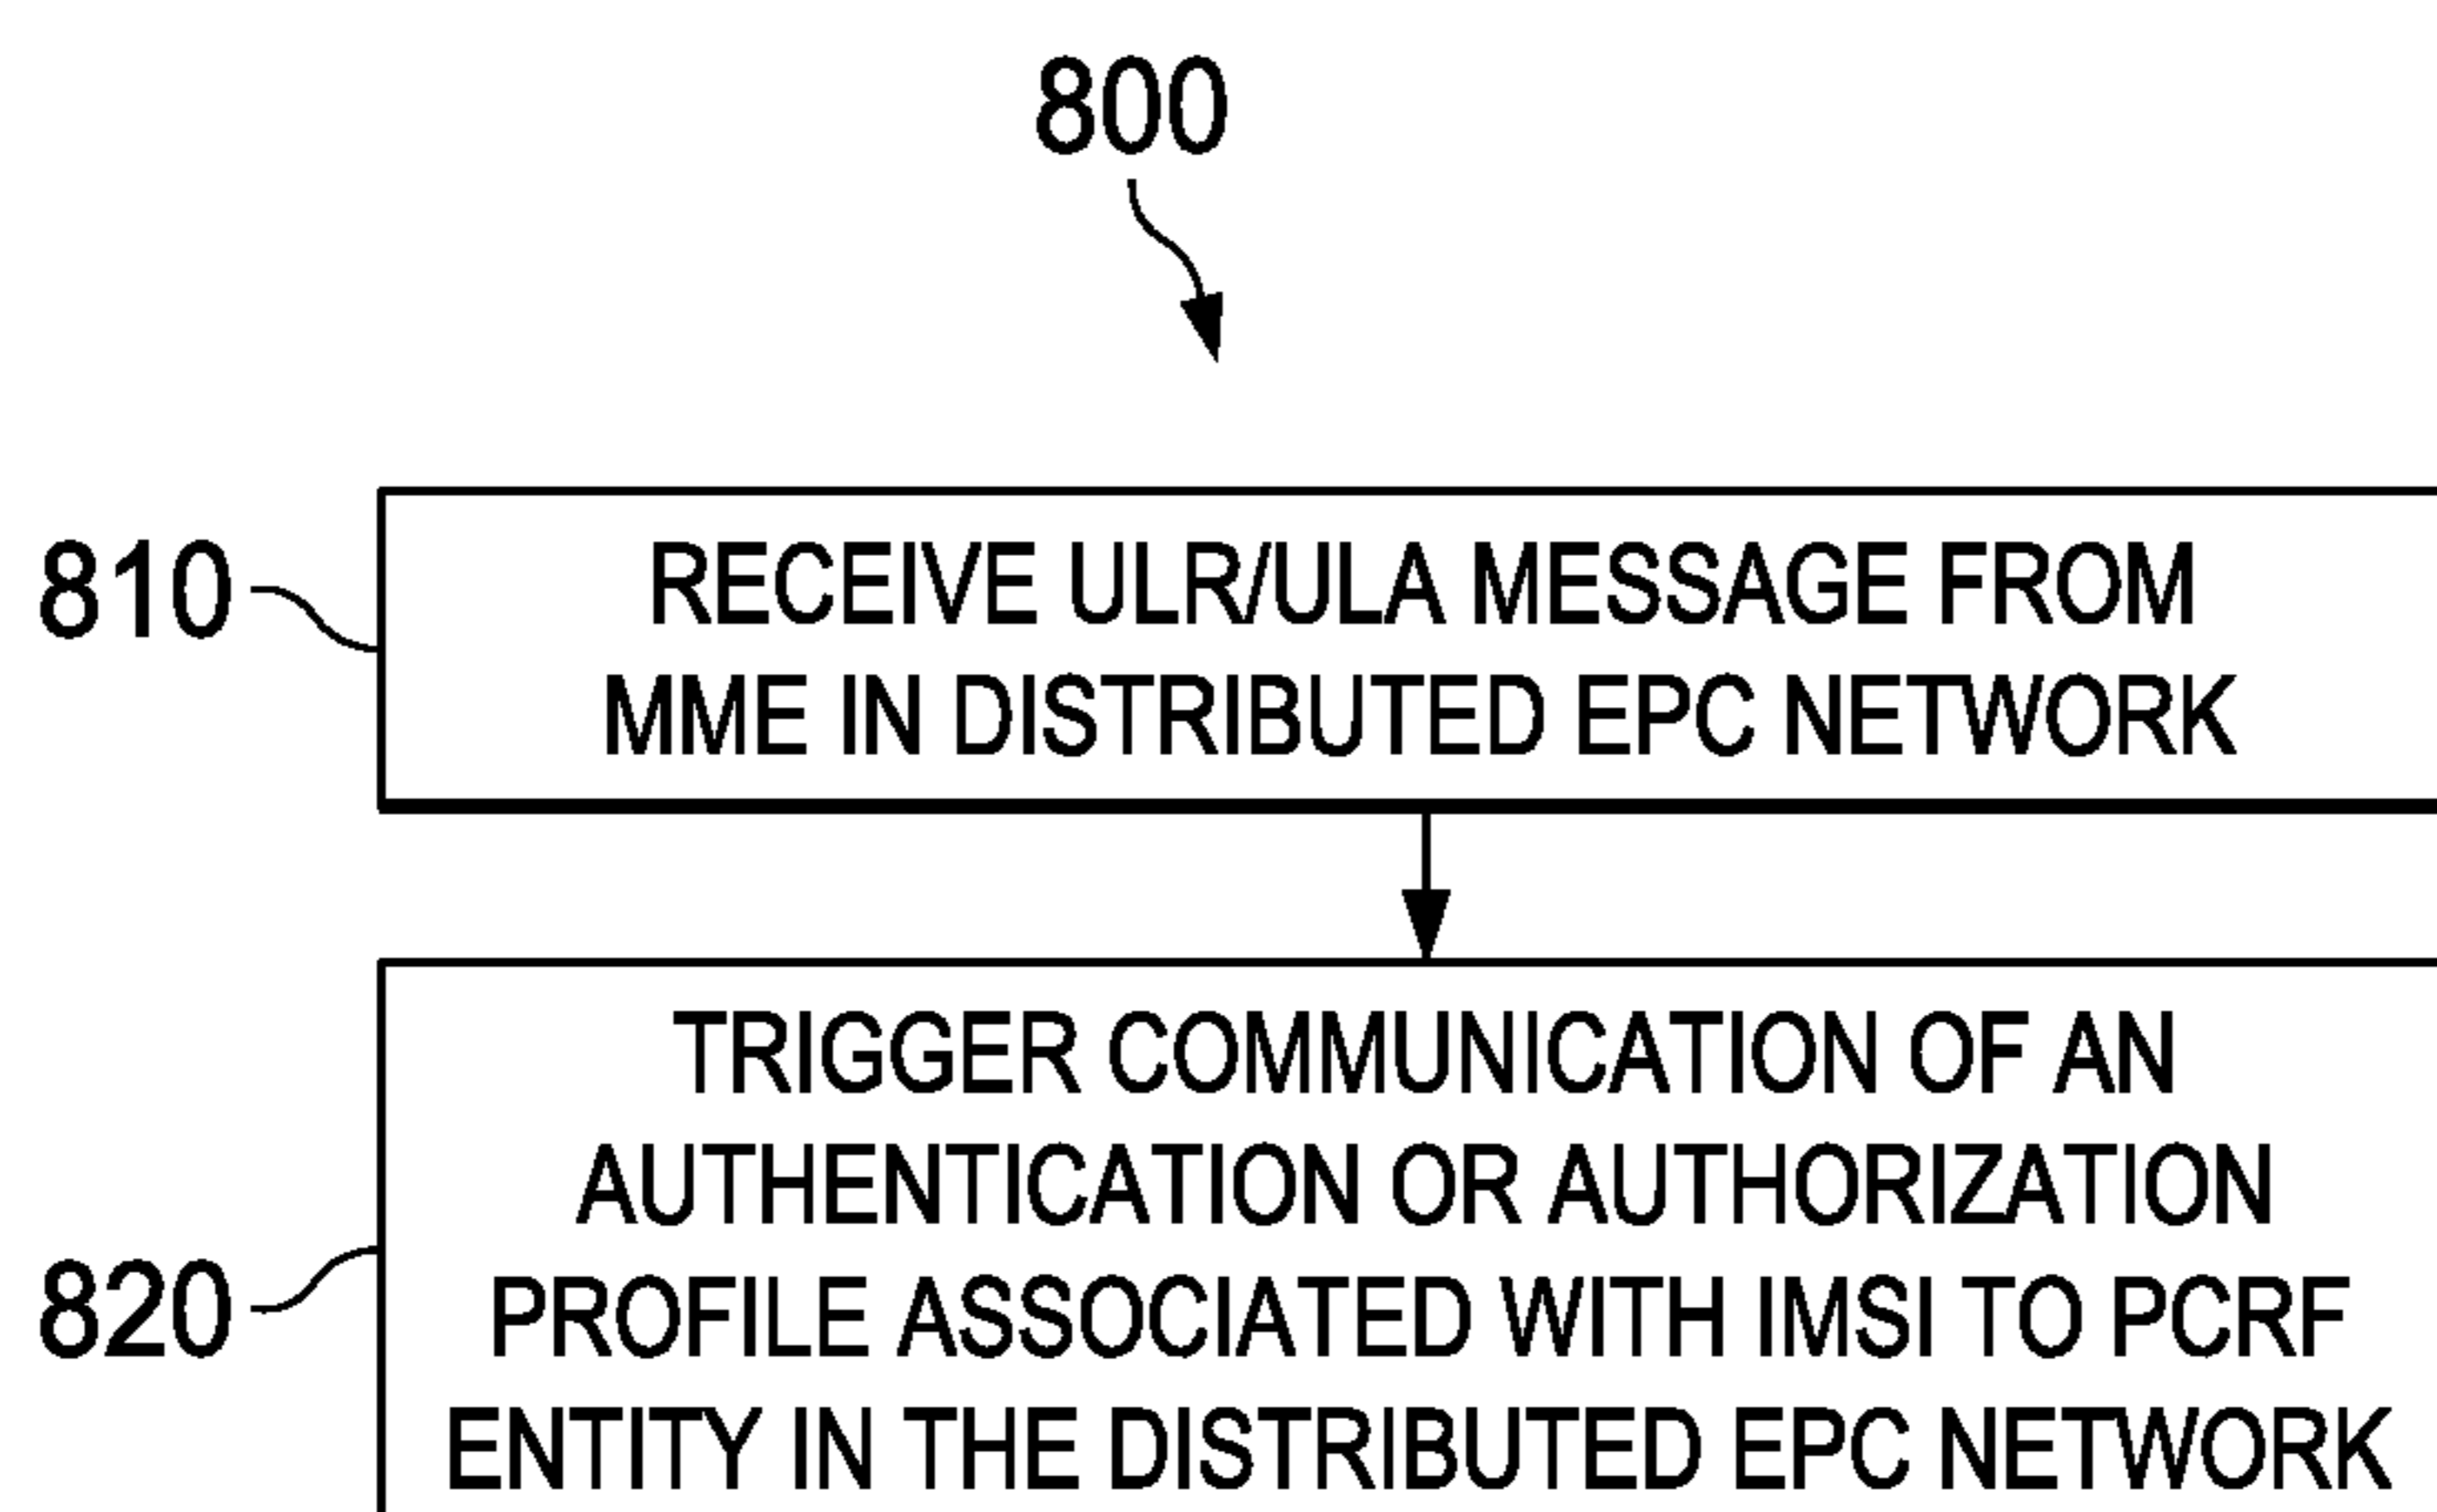 800
810
RECEIVE ULR/ULA MESSAGE FROM
MME IN DISTRIBUTED EPC NETWORK
820
TRIGGER COMMUNICATION OF AN
AUTHENTICATION OR AUTHORIZATION
PROFILE ASSOCIATED WITH IMSI TO PCRF
ENTITY IN THE DISTRIBUTED EPC NETWORK